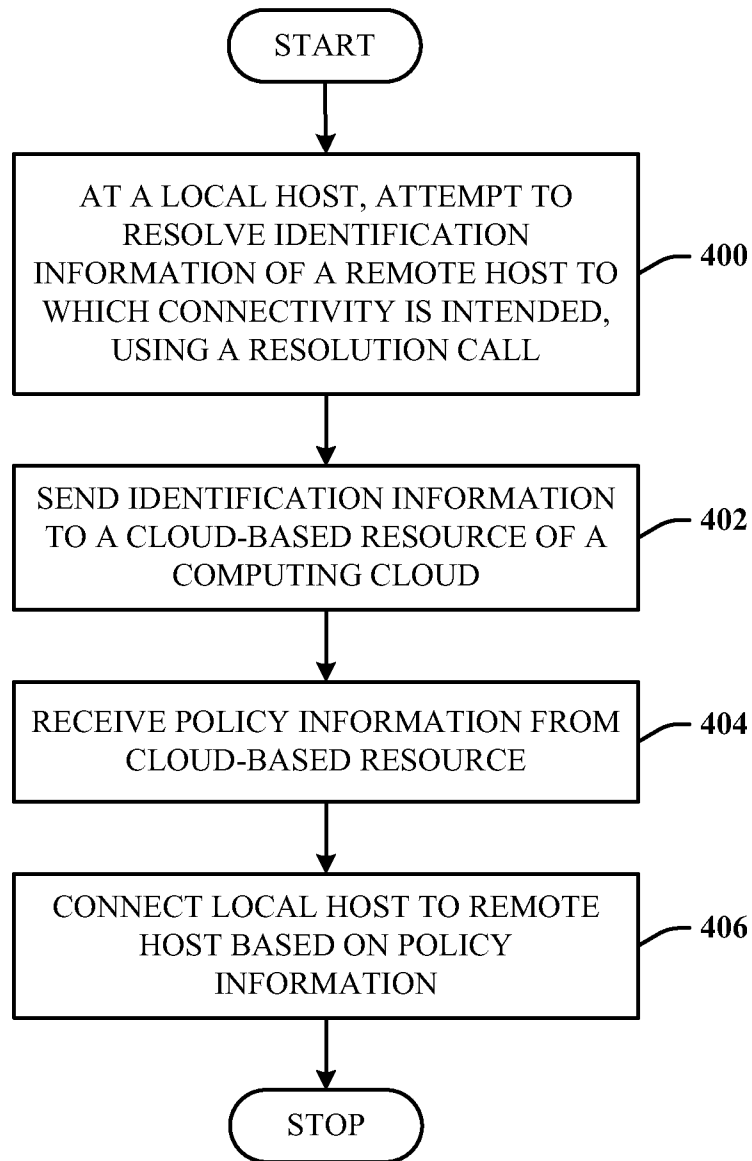 START
AT A LOCAL HOST, ATTEMPT TO
RESOLVE IDENTIFICATION
INFORMATION OF A REMOTE HOST TO
WHICH CONNECTIVITY IS INTENDED,
USING A RESOLUTION CALL
400
SEND IDENTIFICATION INFORMATION
TO A CLOUD-BASED RESOURCE OF A
COMPUTING CLOUD
402
RECEIVE POLICY INFORMATION FROM
CLOUD-BASED RESOURCE
404
CONNECT LOCAL HOST TO REMOTE
HOST BASED ON POLICY
INFORMATION
406
STOP